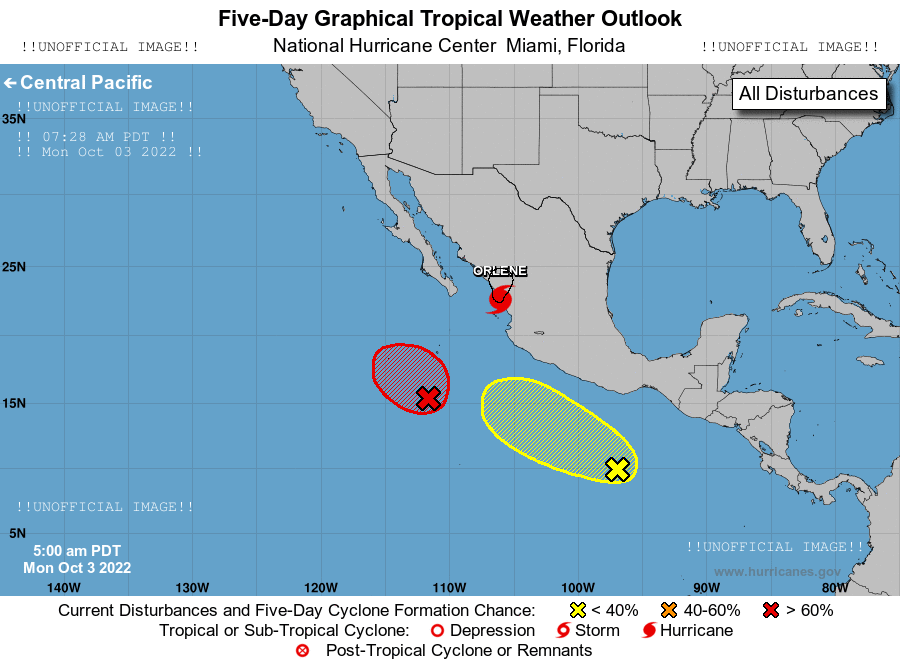 Five-Day Graphical Tropical Weather Outlook
!!UNOFFICIAL IMAGE!! National Hurricane Center Miami, Florida !!UNOFFICIAL IMAGE!!
Central Pacific
All Disturbances
!!UNOFFICIAL IMAGE!!
35N
!! 07:28 AM PDT !!
!! Mon Oct 03 2022 !!
25N
ORLENE
15N
!!UNOFFICIAL IMAGE!!
5N
5:00 am PDT
Mon Oct 3 2022
!!UNOFFICIAL IMAGE!!
www.hurricanes.gov
140W 130W 120W 110W 100W 90W 80W
Current Disturbances and Five-Day Cyclone Formation Chance: < 40% 40-60% > 60%
Tropical or Sub-Tropical Cyclone: Depression Storm Hurricane
Post-Tropical Cyclone or Remnants